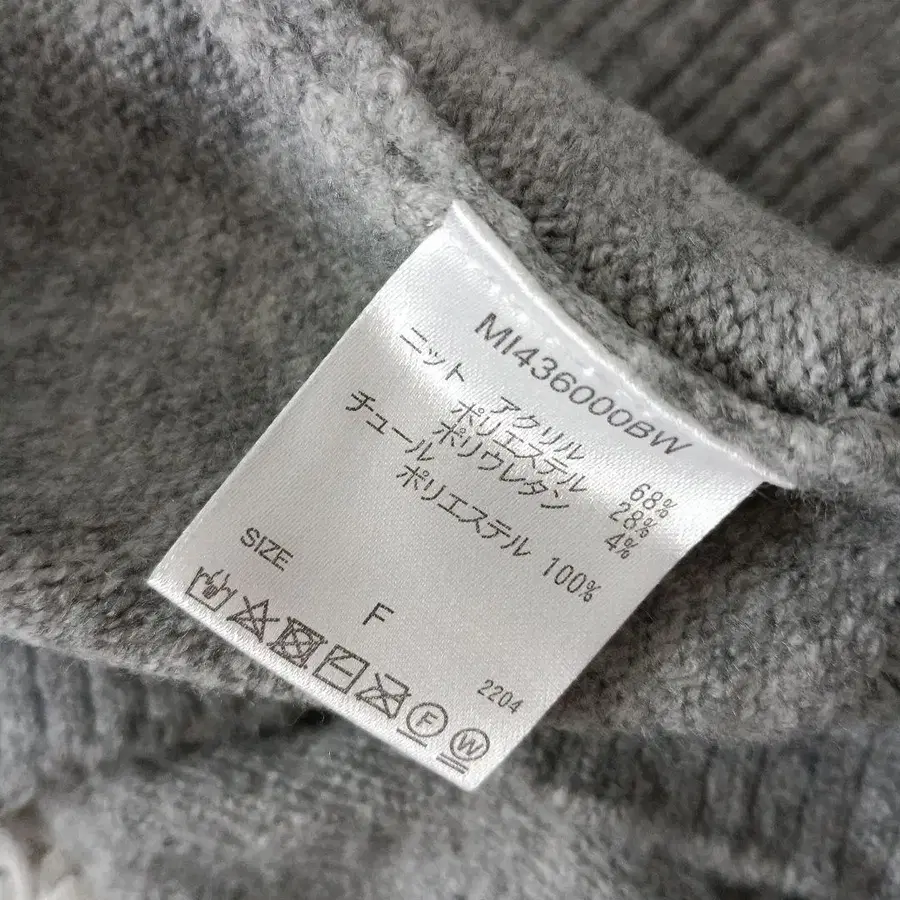 MI436000BW
ニット
アクリル 68%
ポリエステル 28%
ポリウレタン 4%
チュール
ポリエステル 100%
SIZE
F
2204
F W